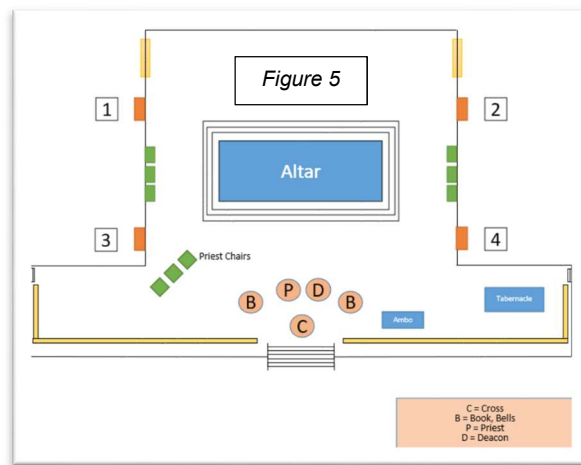 Figure 5
1
2
Altar
3
4
Priest Chairs
P
D
B
B
C
Ambo
Tabernacle
C = Cross
B = Book, Bells
P = Priest
D = Deacon